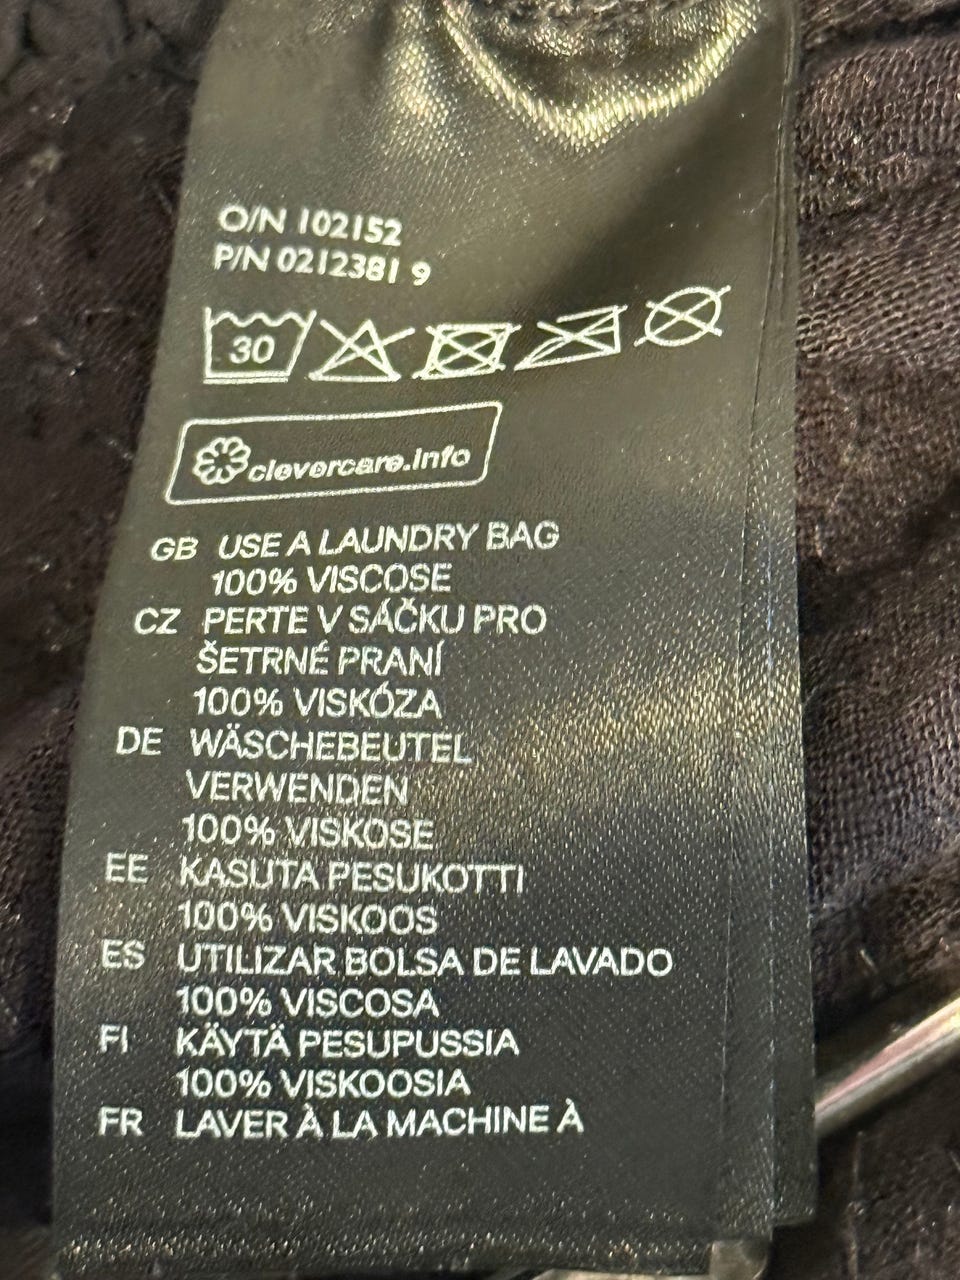 O/N 102152
P/N 0212381 9
30
clevercare.info
GB USE A LAUNDRY BAG
100% VISCOSE
CZ PERTE V SÁČKU PRO
ŠETRNÉ PRANÍ
100% VISKÓZA
DE WÄSCHEBEUTEL
VERWENDEN
100% VISKOSE
EE KASUTA PESUKOTTI
100% VISKOOS
ES UTILIZAR BOLSA DE LAVADO
100% VISCOSA
FI KÄYTÄ PESUPUSSIA
100% VISKOOSIA
FR LAVER À LA MACHINE À